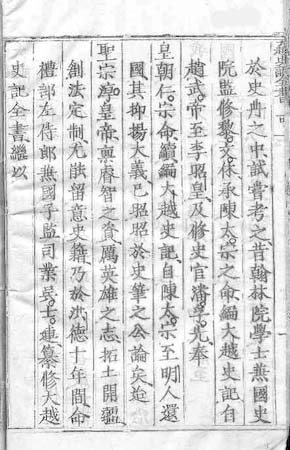 於史冊之中試嘗考之昔翰林院學士兼國史
院監修黎文休承陳太宗之命編大越史記自
趙武帝至李昭皇及修史官潘孚先奉
皇朝仁宗命續編大越史記自陳太宗至明人還
國其抑揚大義已昭昭於史筆之公論矣迨
聖宗淳皇帝稟睿智之資厲英雄之志拓土開疆
創法定制尤能留意史籍乃於洪德十年間命
禮部左侍郎兼國子監司業吳士連纂修大越
史記全書繼以